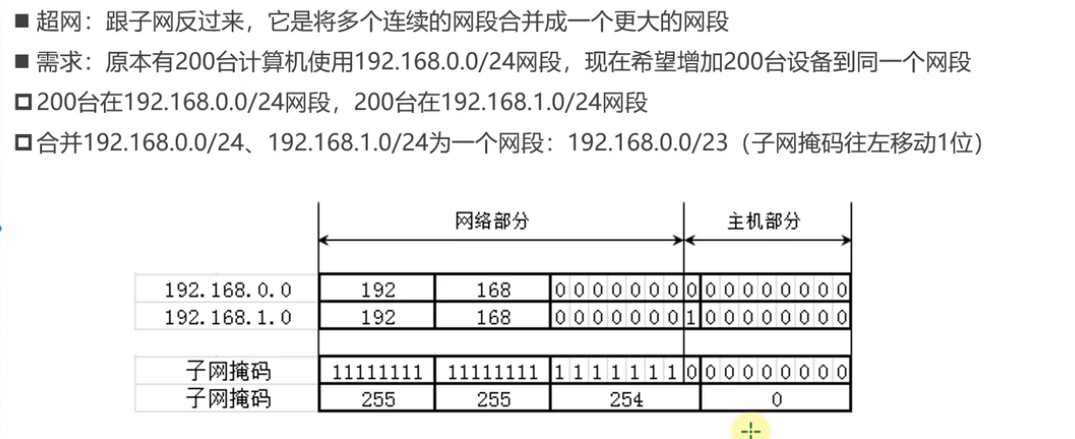 ■ 超网：跟子网反过来，它是将多个连续的网段合并成一个更大的网段
■ 需求：原本有200台计算机使用192.168.0.0/24网段，现在希望增加200台设备到同一个网段
□ 200台在192.168.0.0/24网段，200台在192.168.1.0/24网段
□ 合并192.168.0.0/24、192.168.1.0/24为一个网段：192.168.0.0/23（子网掩码往左移动1位）
网络部分 主机部分
192.168.0.0 192 168 0 0 0 0 0 0 0 0 0 0 0 0 0 0 0 0
192.168.1.0 192 168 0 0 0 0 0 0 0 1 0 0 0 0 0 0 0 0
子网掩码 11111111 11111111 1 1 1 1 1 1 1 0 0 0 0 0 0 0 0 0
子网掩码 255 255 254 0